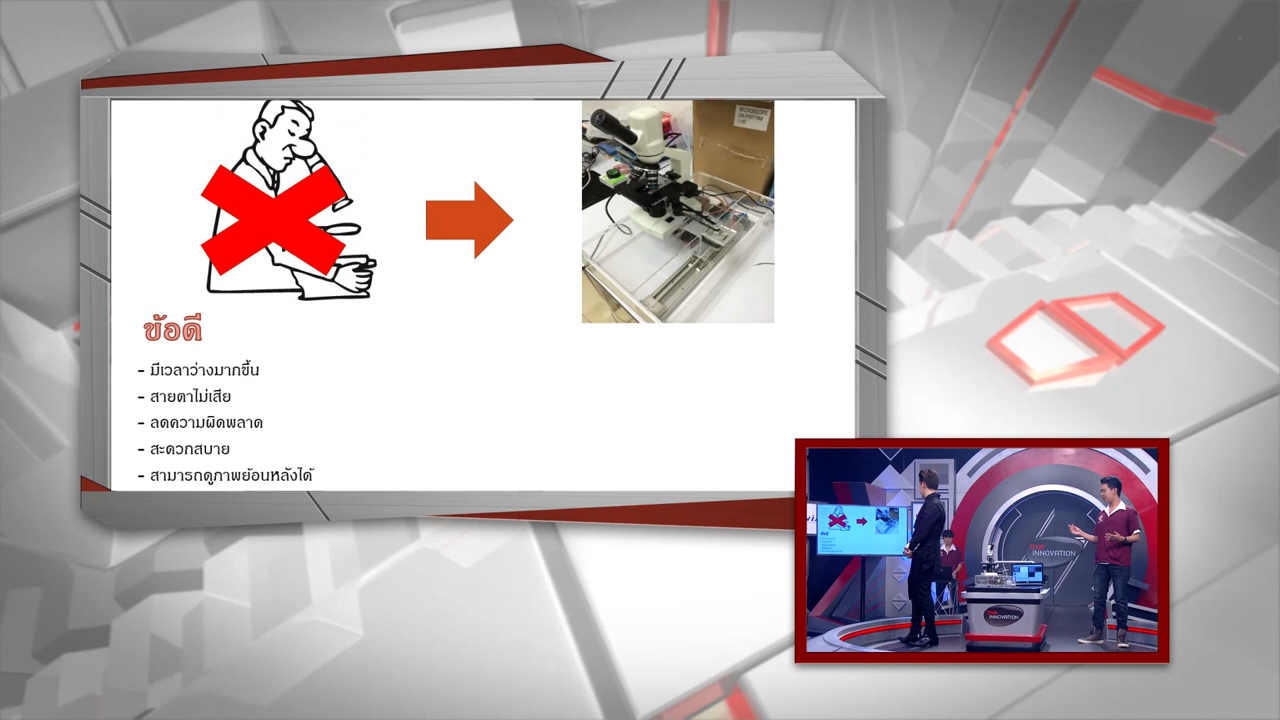 MICROSCOPE
ข้อดี
- มีเวลาว่างมากขึ้น
- สายตาไม่เสีย
- ลดความผิดพลาด
- สะดวกสบาย
- สามารถดูภาพย้อนหลังได้
INNOVATION
INNOVATION